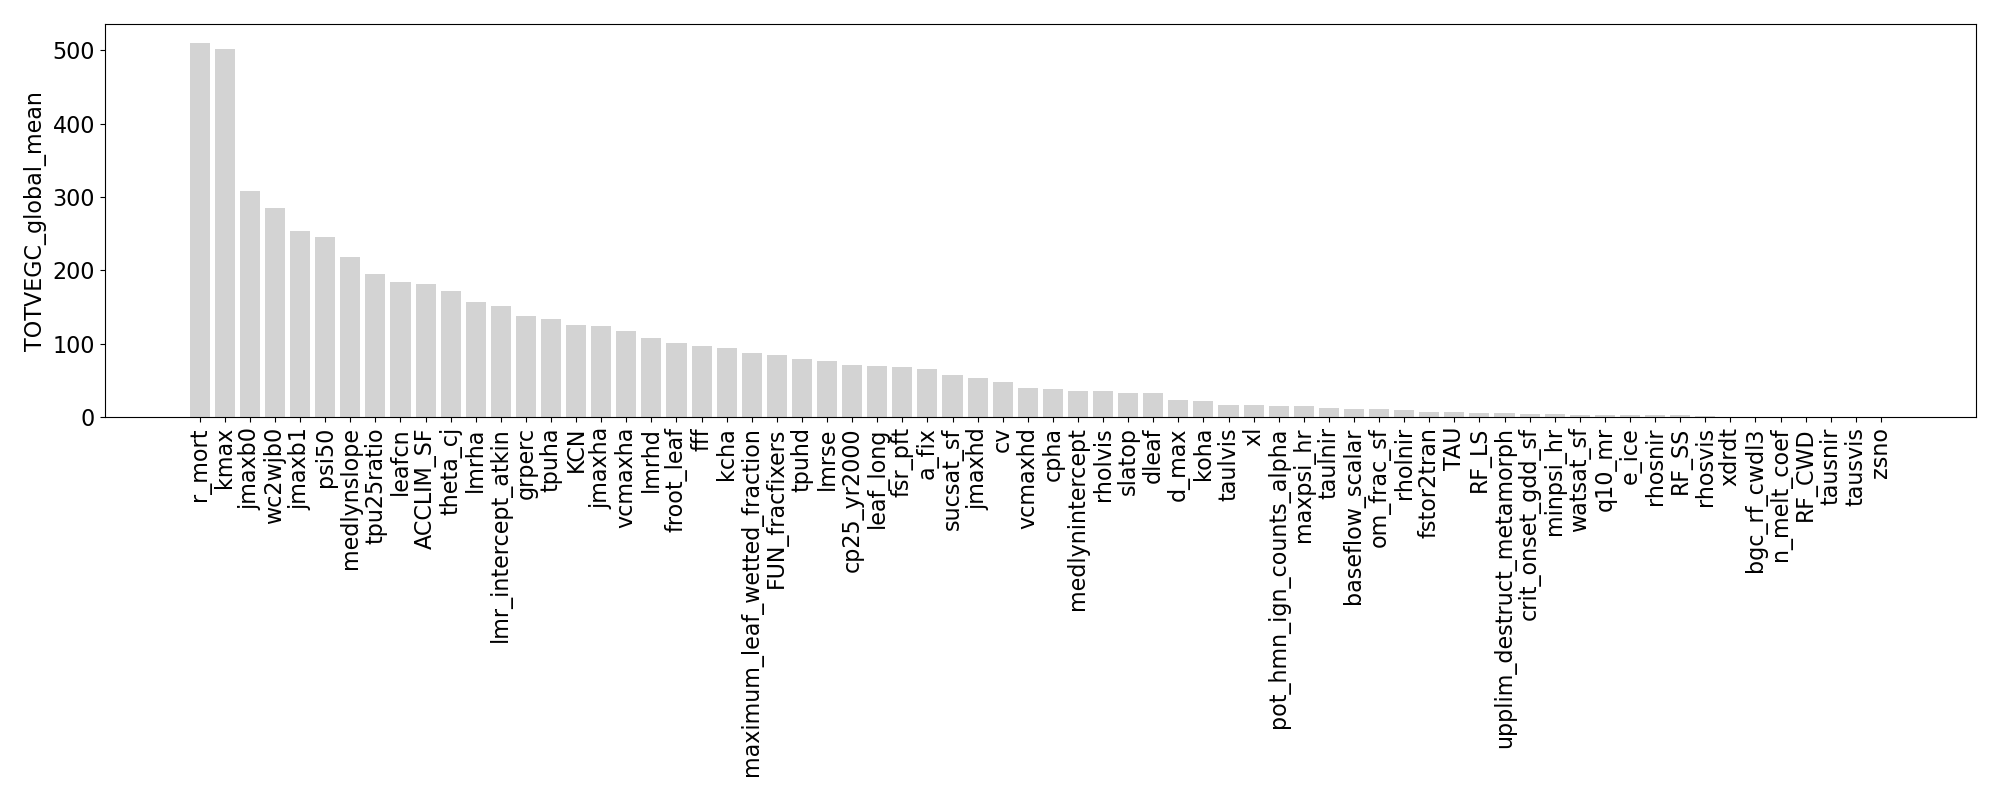 TOTVEGC_global_mean
500
400
300
200
100
0
r_mort
kmax
jmaxb0
wc2wjb0
jmaxb1
psi50
medlynslope
tpu25ratio
leafcn
ACCLIM_SF
theta_cj
lmrha
lmr_intercept_atkin
grperc
tpuha
KCN
jmaxha
vcmaxha
lmrhd
froot_leaf
fff
kcha
maximum_leaf_wetted_fraction
FUN_fracfixers
tpuhd
lmrse
cp25_yr2000
leaf_long
fsr_pft
a_fix
sucsat_sf
jmaxhd
cv
vcmaxhd
cpha
medlynintercept
rholvis
slatop
dleaf
d_max
koha
taulvis
xl
pot_hmn_ign_counts_alpha
maxpsi_hr
taulnir
baseflow_scalar
om_frac_sf
rholnir
fstor2tran
TAU
RF_LS
upplim_destruct_metamorph
crit_onset_gdd_sf
minpsi_hr
watsat_sf
q10_mr
e_ice
rhosnir
RF_SS
rhosvis
xdrdt
bgc_rf_cwdl3
n_melt_coef
RF_CWD
tausnir
tausvis
zsno